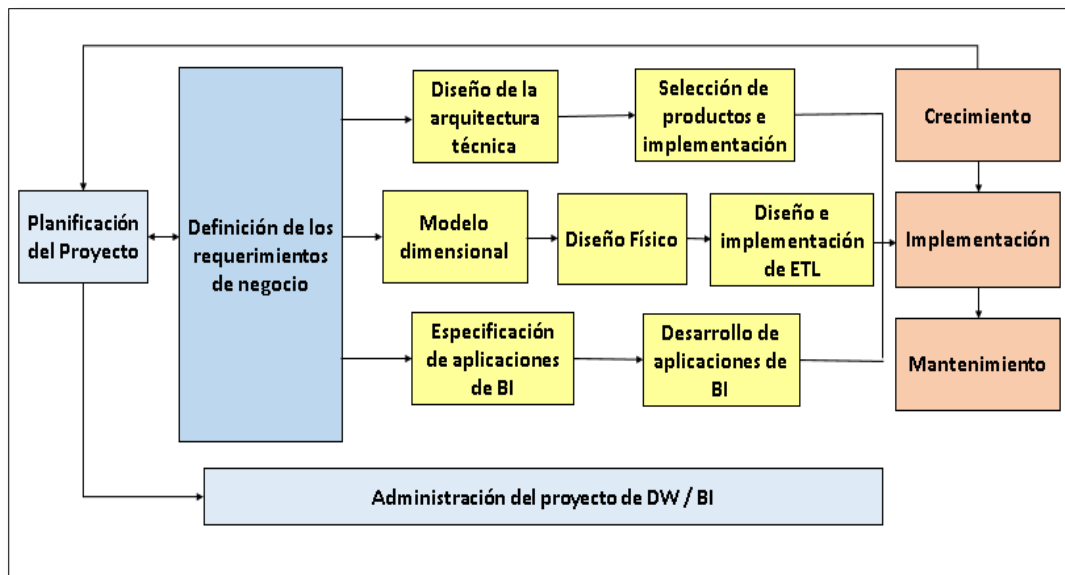 Planificación
del Proyecto
Definición de los
requerimientos
de negocio
Diseño de la
arquitectura
técnica
Selección de
productos e
implementación
Modelo
dimensional
Diseño Físico
Diseño e
implementación
de ETL
Especificación
de aplicaciones
de BI
Desarrollo de
aplicaciones de
BI
Crecimiento
Implementación
Mantenimiento
Administración del proyecto de DW / BI